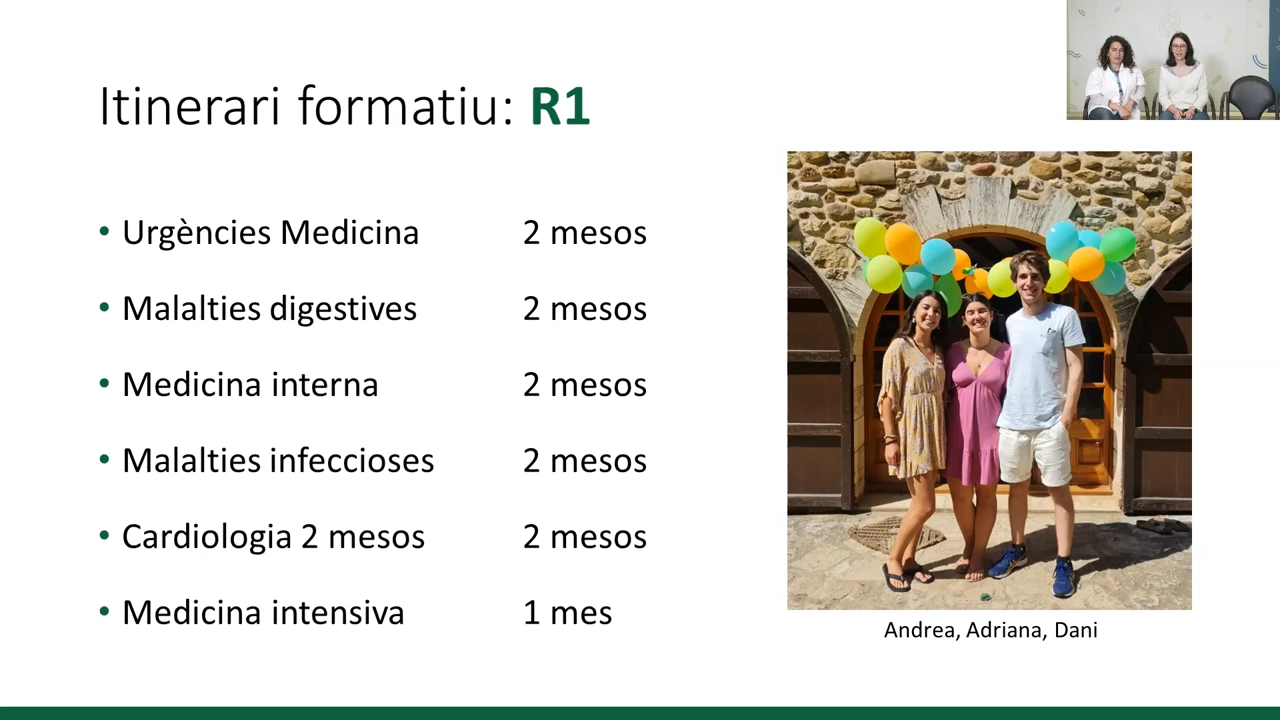 Itinerari formatiu: R1
• Urgències Medicina 2 mesos
• Malalties digestives 2 mesos
• Medicina interna 2 mesos
• Malalties infeccioses 2 mesos
• Cardiologia 2 mesos 2 mesos
• Medicina intensiva 1 mes
Andrea, Adriana, Dani